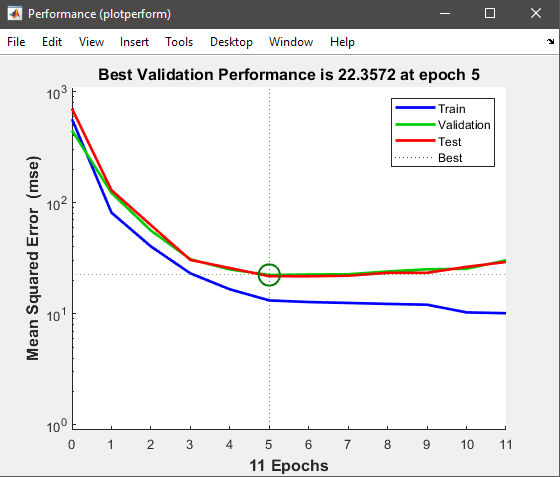 Performance (plotperform)
File Edit View Insert Tools Desktop Window Help
Best Validation Performance is 22.3572 at epoch 5
Mean Squared Error (mse)
10^3
10^2
10^1
10^0
Train
Validation
Test
Best
0 1 2 3 4 5 6 7 8 9 10 11
11 Epochs